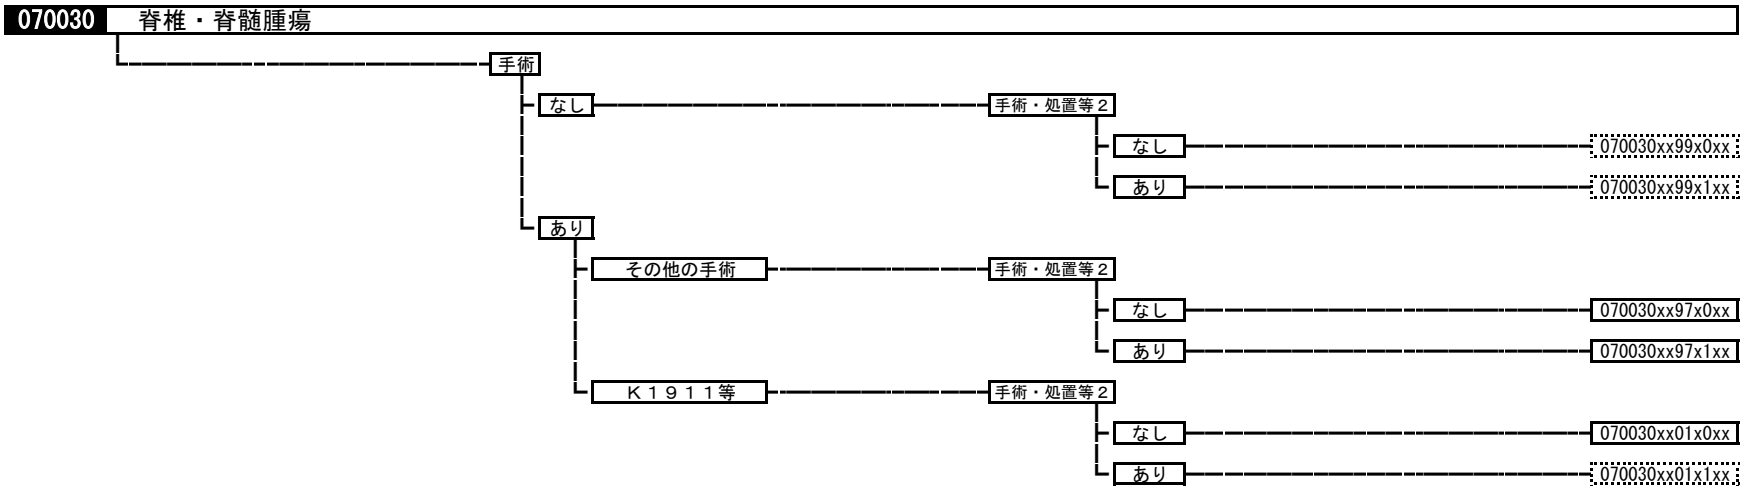 070030 脊椎・脊髄腫瘍
手術
なし 手術・処置等２
なし 070030xx99x0xx
あり 070030xx99x1xx
あり
その他の手術 手術・処置等２
なし 070030xx97x0xx
あり 070030xx97x1xx
Ｋ１９１１等 手術・処置等２
なし 070030xx01x0xx
あり 070030xx01x1xx